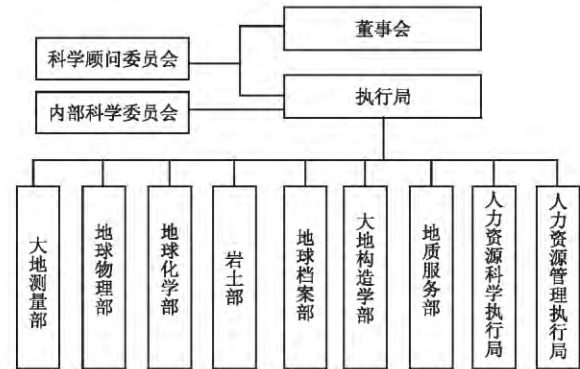 董事会
科学顾问委员会
执行局
内部科学委员会
大地测量部
地球物理部
地球化学部
岩土部
地球档案部
大地构造学部
地质服务部
人力资源科学执行局
人力资源管理执行局